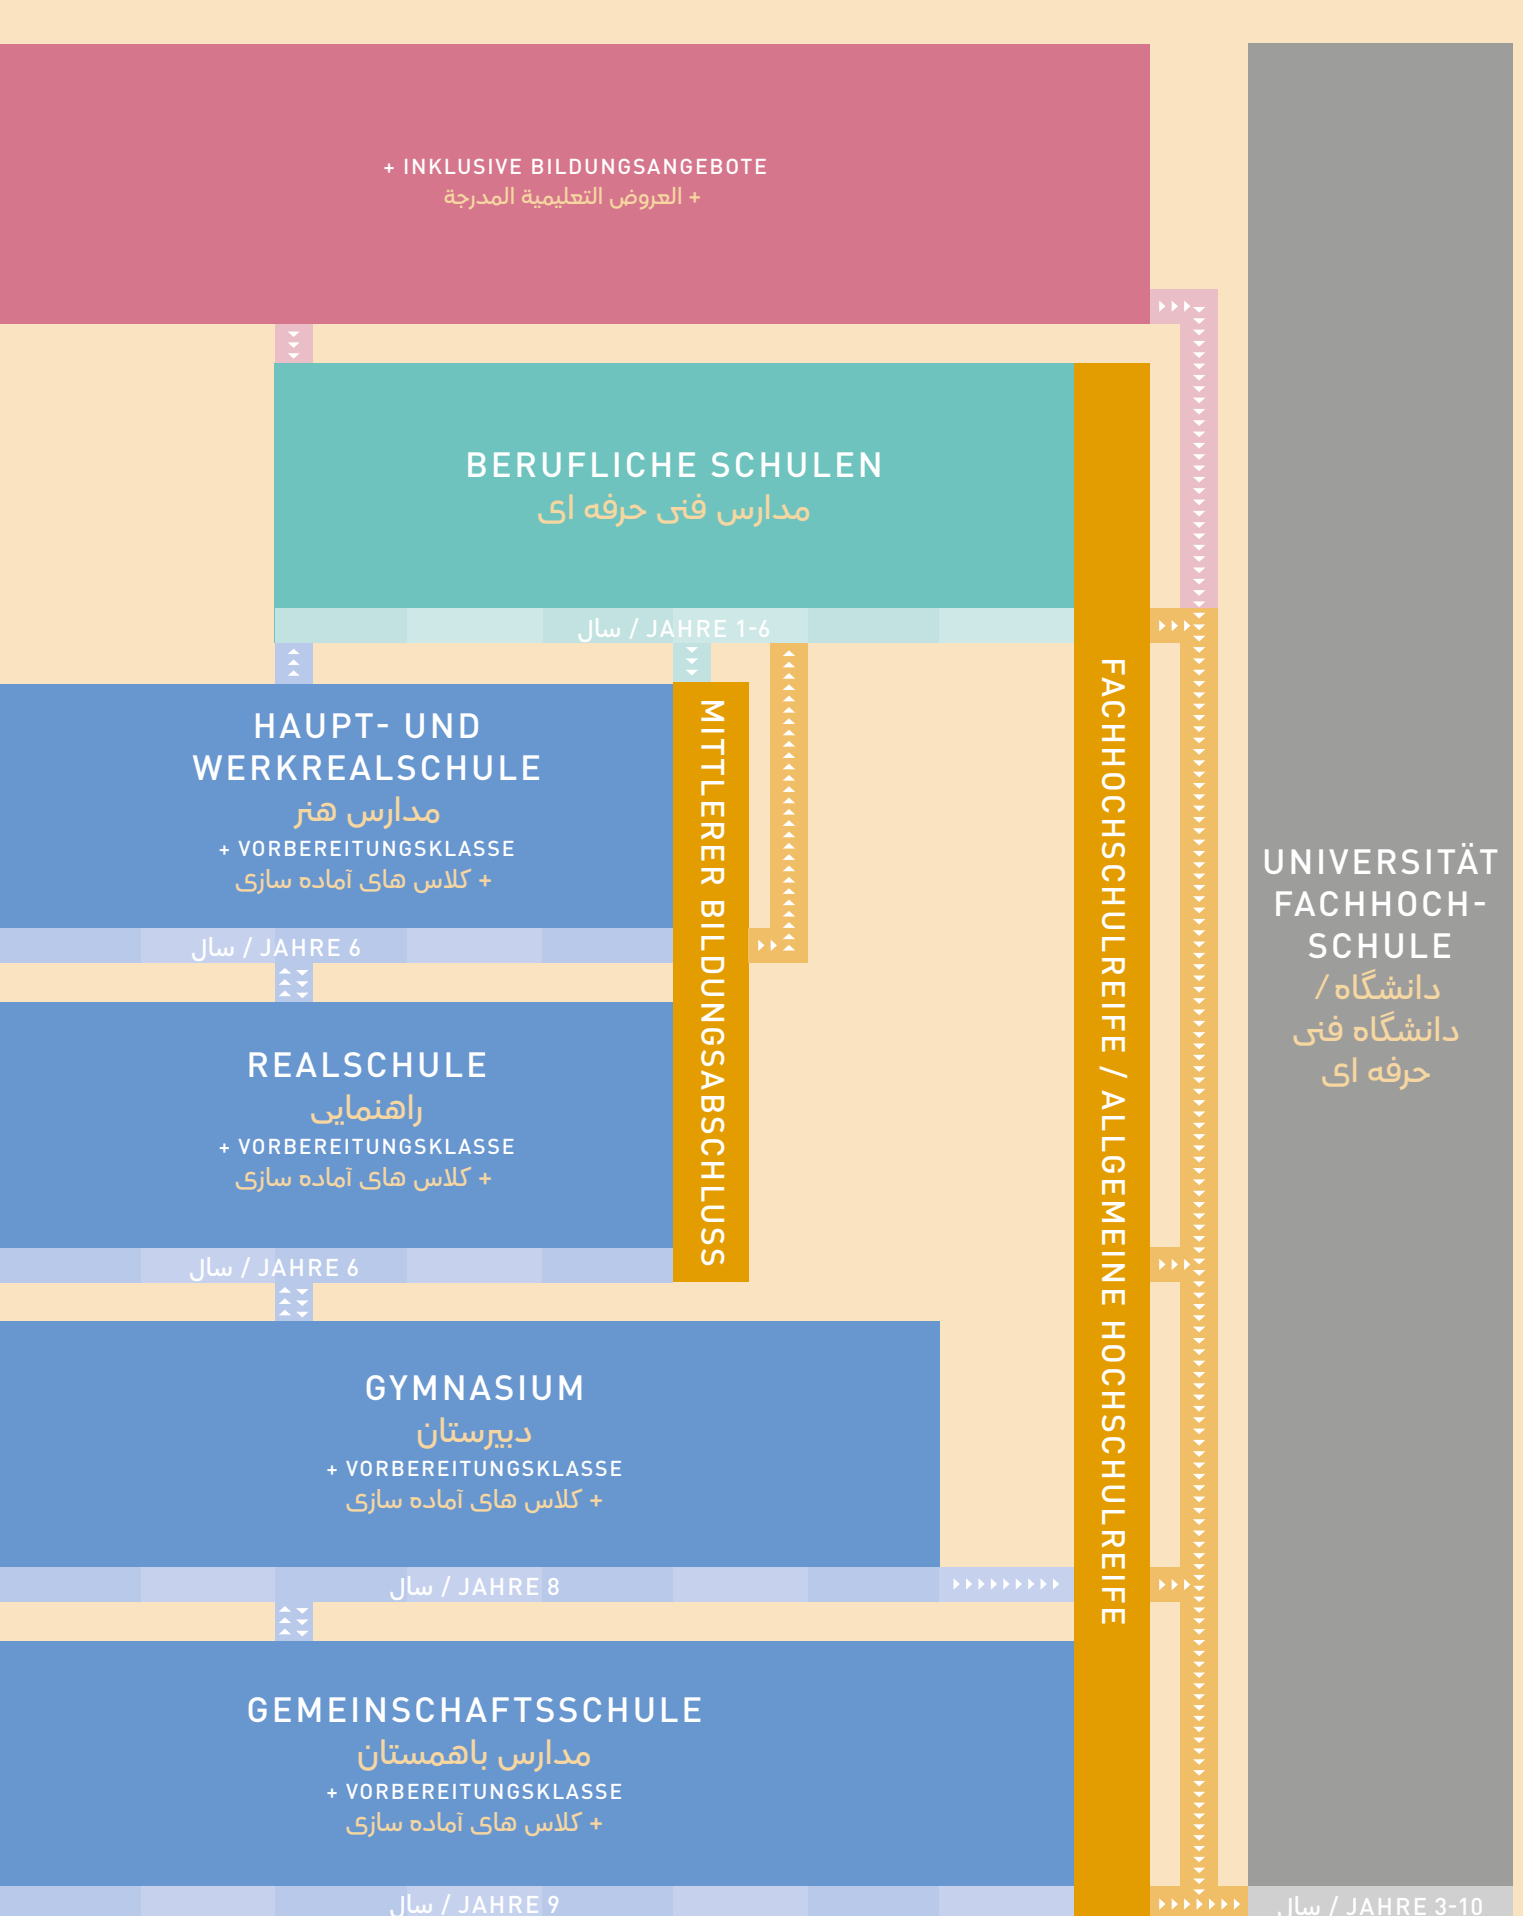 + INKLUSIVE BILDUNGSANGEBOTE
+ العروض التعليمية المدرجة
BERUFLICHE SCHULEN
مدارس فنی حرفه ای
سال / JAHRE 1-6
HAUPT- UND
WERKREALSCHULE
مدارس هنر
+ VORBEREITUNGSKLASSE
+ کلاس های آماده سازی
سال / JAHRE 6
REALSCHULE
راهنمایی
+ VORBEREITUNGSKLASSE
+ کلاس های آماده سازی
سال / JAHRE 6
MITTLERER BILDUNGSABSCHLUSS
GYMNASIUM
دبیرستان
+ VORBEREITUNGSKLASSE
+ کلاس های آماده سازی
سال / JAHRE 8
GEMEINSCHAFTSSCHULE
مدارس باهمستان
+ VORBEREITUNGSKLASSE
+ کلاس های آماده سازی
سال / JAHRE 9
FACHHOCHSCHULREIFE / ALLGEMEINE HOCHSCHULREIFE
UNIVERSITÄT
FACHHOCH-
SCHULE
دانشگاه /
دانشگاه فنی
حرفه ای
سال / JAHRE 3-10